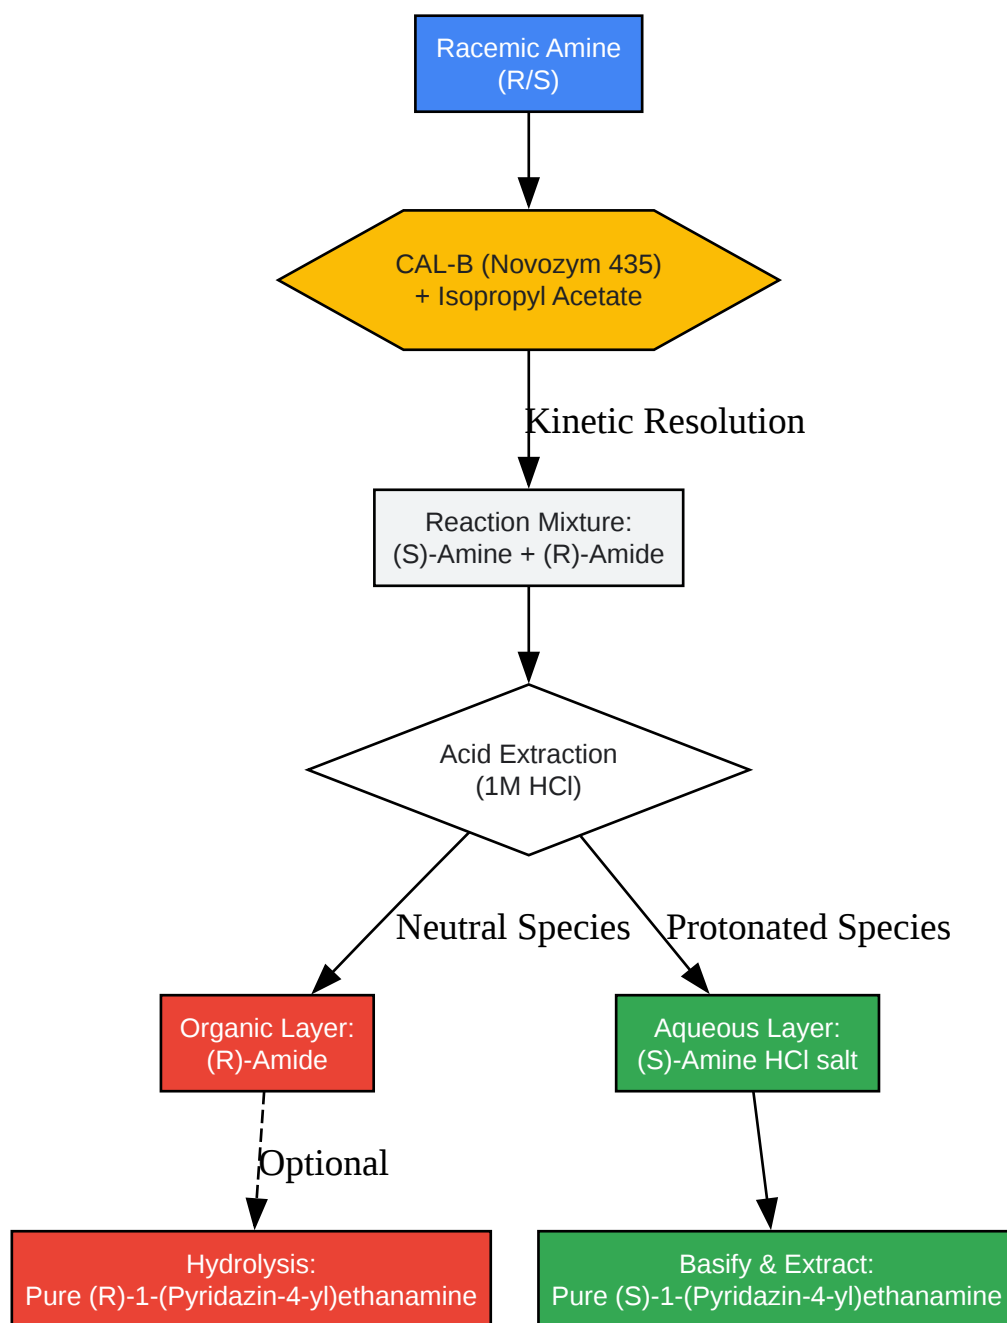 Racemic Amine
(R/S)
CAL-B (Novozym 435)
+ Isopropyl Acetate
Kinetic Resolution
Reaction Mixture:
(S)-Amine + (R)-Amide
Acid Extraction
(1M HCl)
Neutral Species
Protonated Species
Organic Layer:
(R)-Amide
Aqueous Layer:
(S)-Amine HCl salt
Optional
Hydrolysis:
Pure (R)-1-(Pyridazin-4-yl)ethanamine
Basify & Extract:
Pure (S)-1-(Pyridazin-4-yl)ethanamine